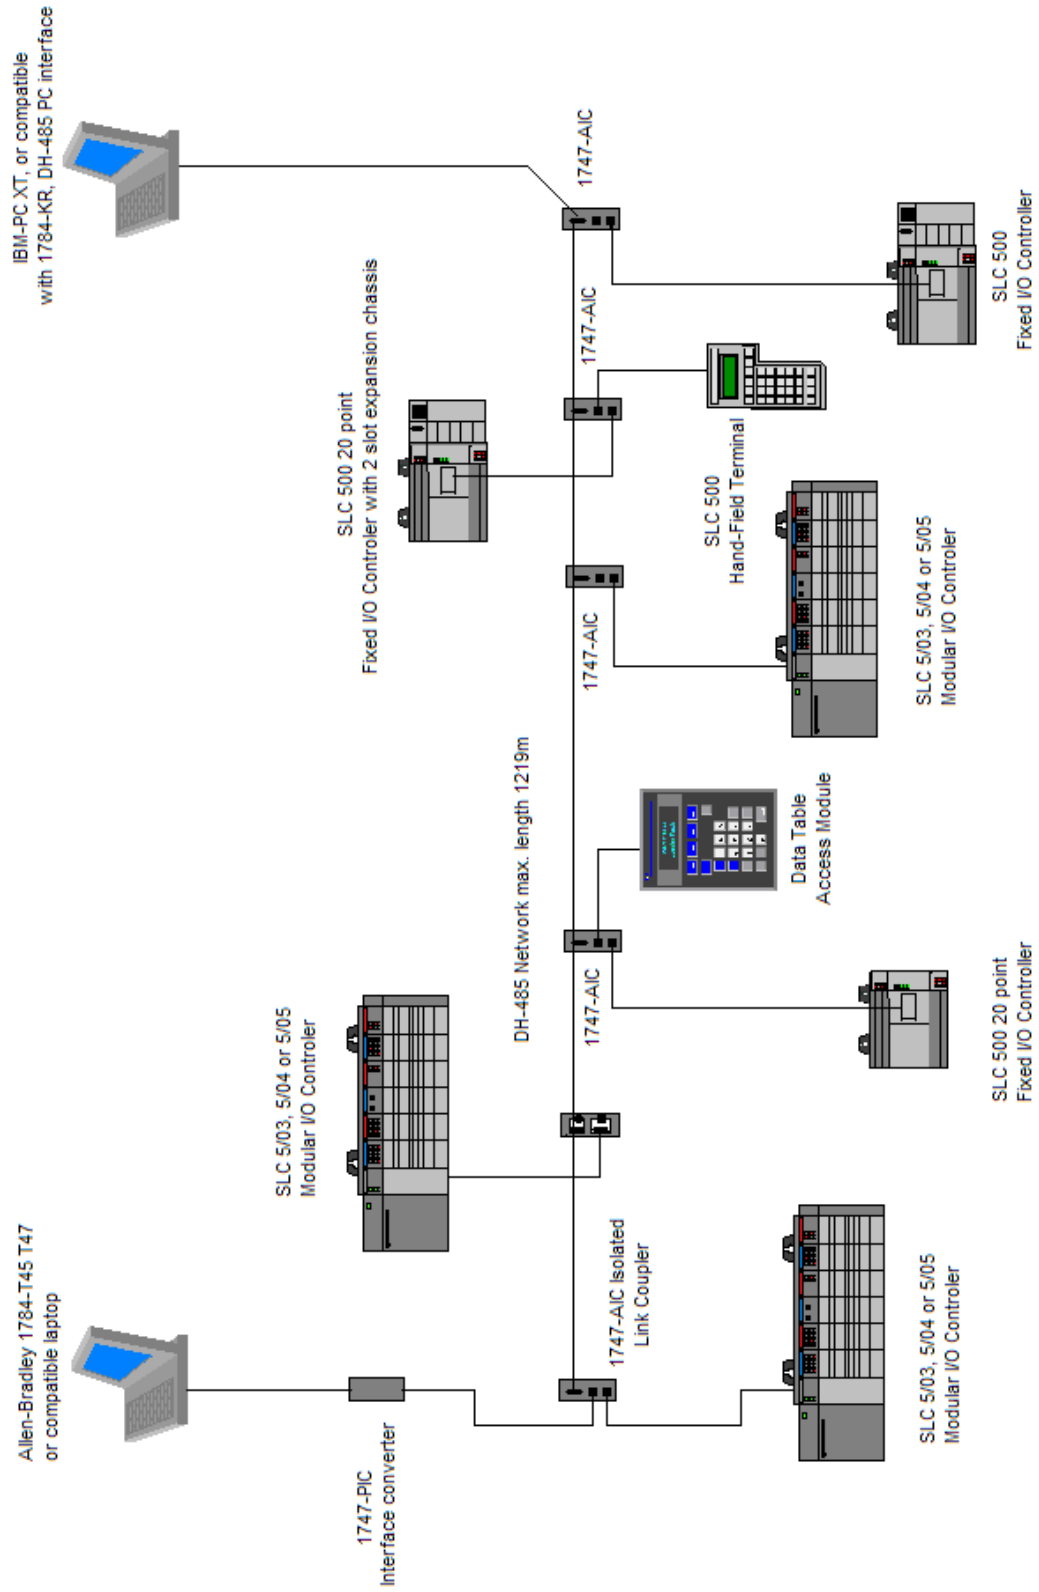 Allen-Bradley 1784-T45 T47
or compatible laptop
IBM-PC XT, or compatible
with 1784-KR, DH-485 PC interface
SLC 5/03, 5/04 or 5/05
Modular I/O Controler
SLC 500 20 point
Fixed I/O Controler with 2 slot expansion chassis
1747-PIC
Interface converter
DH-485 Network max. length 1219m
1747-AIC Isolated
Link Coupler
1747-AIC
1747-AIC
1747-AIC
1747-AIC
Data Table
Access Module
SLC 500
Hand-Field Terminal
SLC 5/03, 5/04 or 5/05
Modular I/O Controler
SLC 500 20 point
Fixed I/O Controller
SLC 5/03, 5/04 or 5/05
Modular I/O Controler
SLC 500
Fixed I/O Controller